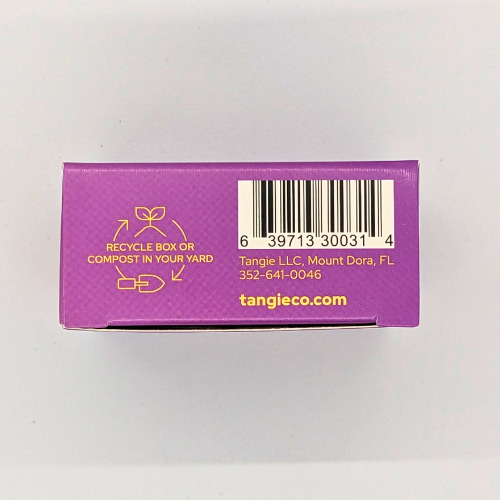 RECYCLE BOX OR
COMPOST IN YOUR YARD
6 39713 30031 4
Tangie LLC, Mount Dora, FL
352-641-0046
tangieco.com